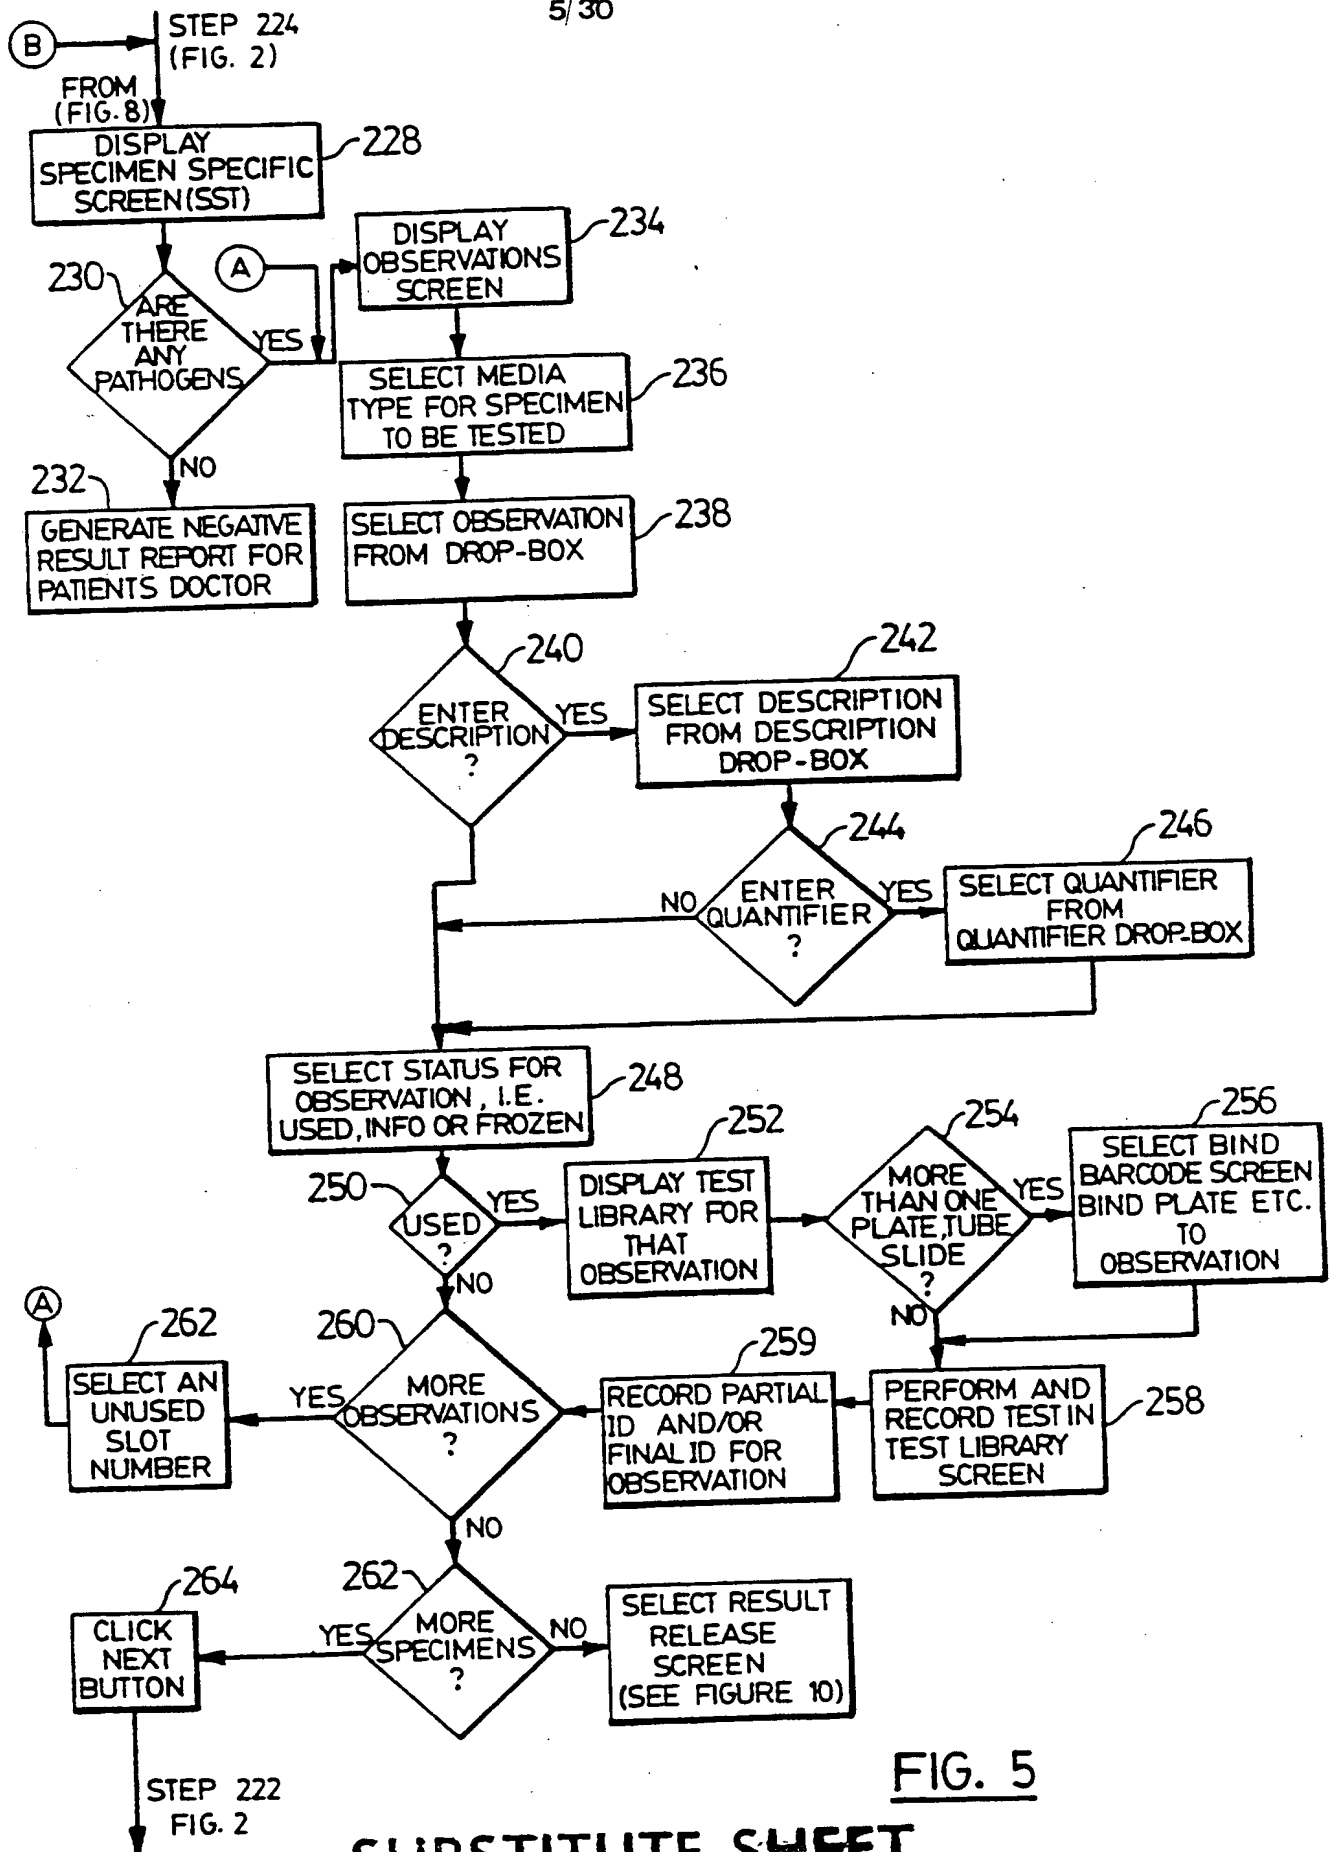 5/30
B
STEP 224
(FIG. 2)
FROM
(FIG. 8)
DISPLAY
SPECIMEN SPECIFIC
SCREEN (SST)
228
DISPLAY
OBSERVATIONS
SCREEN
234
A
230
ARE
THERE
ANY
PATHOGENS
YES
NO
SELECT MEDIA
TYPE FOR SPECIMEN
TO BE TESTED
236
232
GENERATE NEGATIVE
RESULT REPORT FOR
PATIENTS DOCTOR
SELECT OBSERVATION
FROM DROP-BOX
238
240
ENTER
DESCRIPTION
?
YES
242
SELECT DESCRIPTION
FROM DESCRIPTION
DROP-BOX
244
ENTER
QUANTIFIER
?
NO
YES
246
SELECT QUANTIFIER
FROM
QUANTIFIER DROP-BOX
SELECT STATUS FOR
OBSERVATION, I.E.
USED, INFO OR FROZEN
248
250
USED
?
YES
NO
252
DISPLAY TEST
LIBRARY FOR
THAT
OBSERVATION
254
MORE
THAN ONE
PLATE, TUBE
SLIDE
?
YES
NO
256
SELECT BIND
BARCODE SCREEN
BIND PLATE ETC.
TO
OBSERVATION
A
262
SELECT AN
UNUSED
SLOT
NUMBER
260
MORE
OBSERVATIONS
?
YES
NO
259
RECORD PARTIAL
ID AND/OR
FINAL ID FOR
OBSERVATION
PERFORM AND
RECORD TEST IN
TEST LIBRARY
SCREEN
258
264
CLICK
NEXT
BUTTON
262
MORE
SPECIMENS
?
YES
NO
SELECT RESULT
RELEASE
SCREEN
(SEE FIGURE 10)
STEP 222
FIG. 2
FIG. 5
SUBSTITUTE SHEET